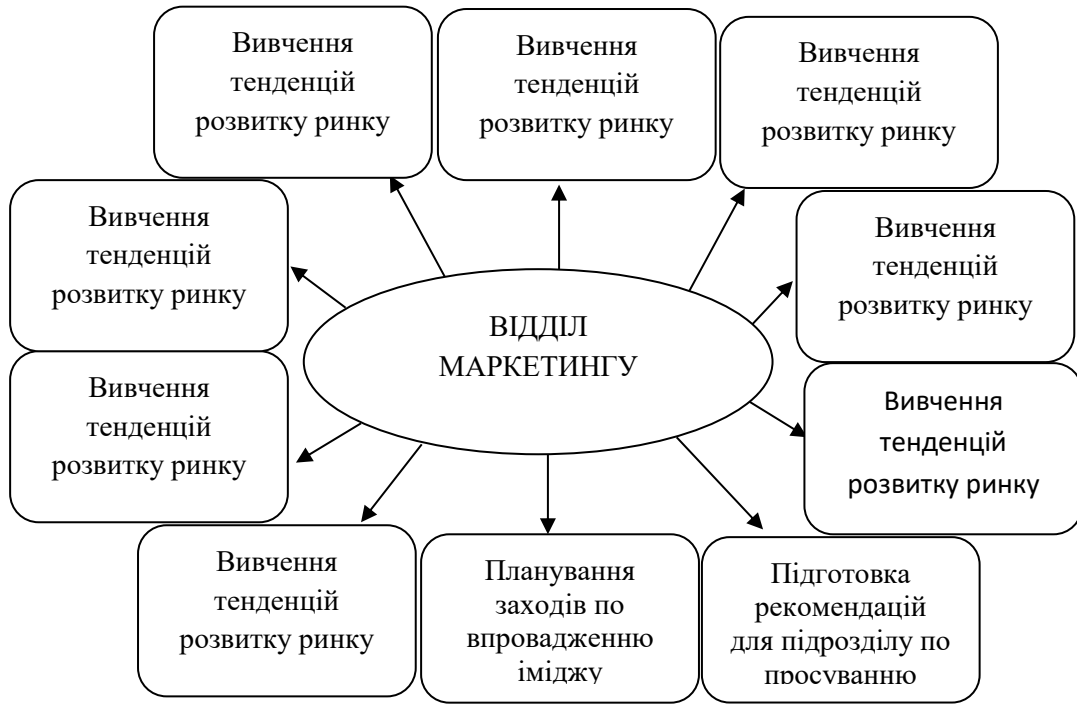 Вивчення
тенденцій
розвитку ринку
Вивчення
тенденцій
розвитку ринку
Вивчення
тенденцій
розвитку ринку
Вивчення
тенденцій
розвитку ринку
Вивчення
тенденцій
розвитку ринку
ВІДДІЛ
МАРКЕТИНГУ
Вивчення
тенденцій
розвитку ринку
Вивчення
тенденцій
розвитку ринку
Вивчення
тенденцій
розвитку ринку
Планування
заходів по
впровадженню
іміджу
Підготовка
рекомендацій
для підрозділу по
просуванню